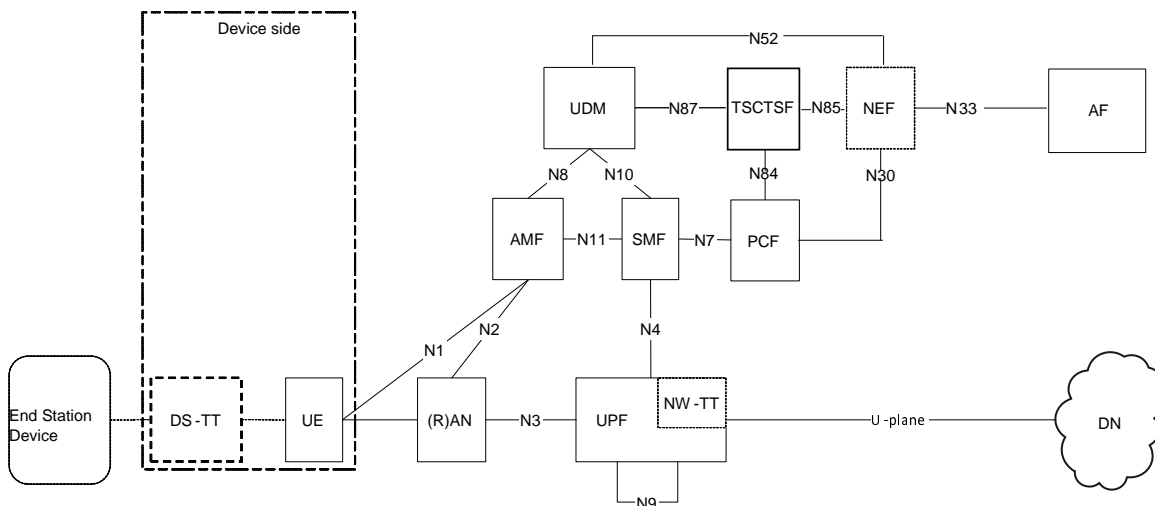 Device side
N52
UDM
N87
TSCTSF
N85
NEF
N33
AF
N8
N10
N84
N30
AMF
N11
SMF
N7
PCF
N1
N2
N4
End Station
Device
DS-TT
UE
(R)AN
N3
UPF
NW-TT
U-plane
DN
N9